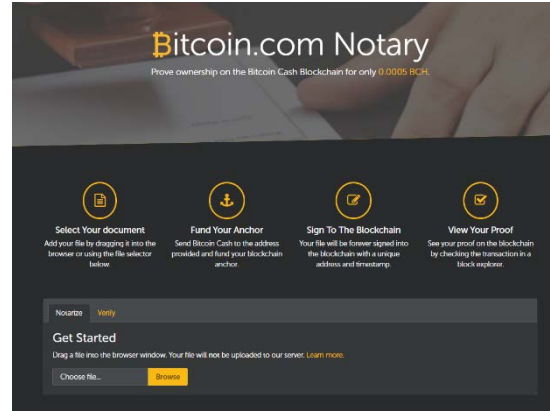 Bitcoin.com Notary
Prove ownership on the Bitcoin Cash Blockchain for only 0.0005 BCH.
Select Your document
Add your file by dragging it into the
browser or using the file selector
below.
Fund Your Anchor
Send Bitcoin Cash to the address
provided and fund your blockchain
anchor.
Sign To The Blockchain
Your file will be forever signed into
the blockchain with a unique
address and timestamp.
View Your Proof
See your proof on the blockchain
by checking the transaction in a
block explorer.
Notarize Verify
Get Started
Drag a file into the browser window. Your file will not be uploaded to our server. Learn more.
Choose file... Browse